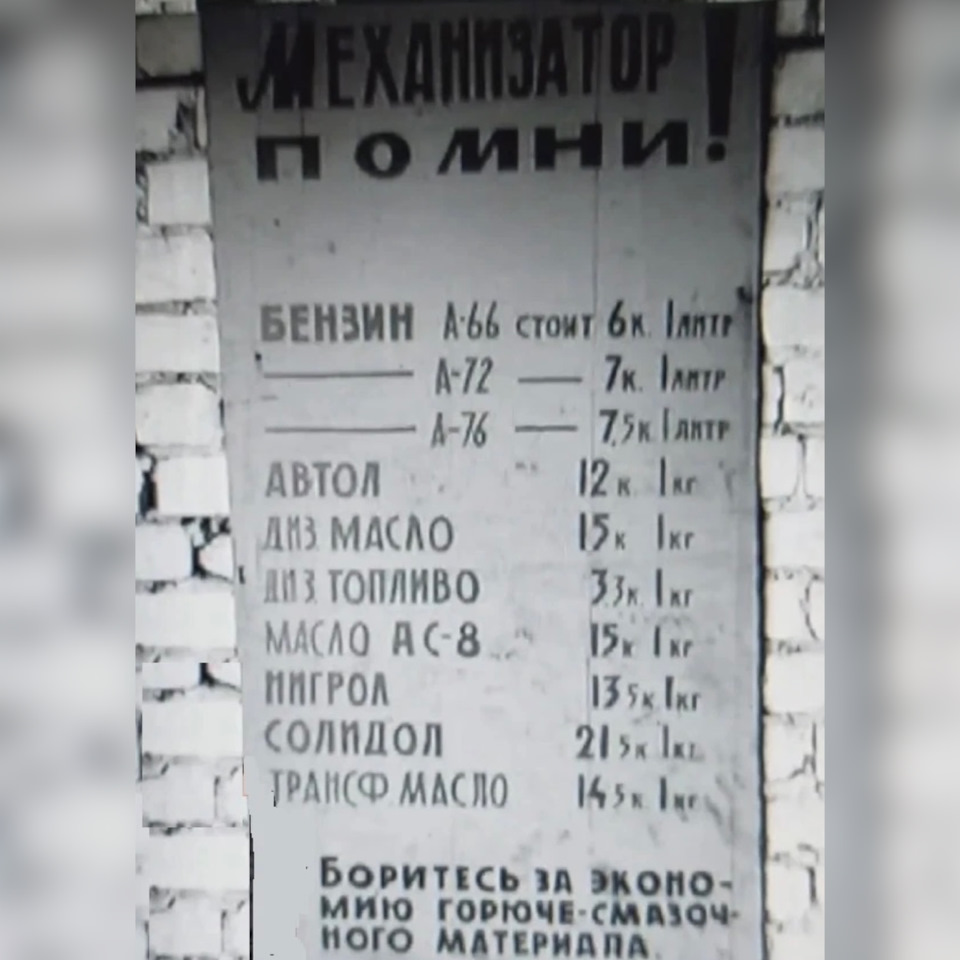 МЕХАНИЗАТОР
ПОМНИ!
БЕНЗИН А-66 СТОИТ 6К. 1ЛИТР
——— А-72 —— 7К. 1ЛИТР
——— А-76 —— 7,5К 1ЛИТР
АВТОЛ 12К. 1КГ
ДИЗ. МАСЛО 15К 1КГ
ДИЗ. ТОПЛИВО 3,3К. 1КГ
МАСЛО АС-8 15К 1КГ
НИГРОЛ 13 5К 1КГ
СОЛИДОЛ 21 5К 1КГ
ТРАНСФ. МАСЛО 14 5К. 1КГ
БОРИТЕСЬ ЗА ЭКОНО-
МИЮ ГОРЮЧЕ-СМАЗОЧ-
НОГО МАТЕРИАЛА.